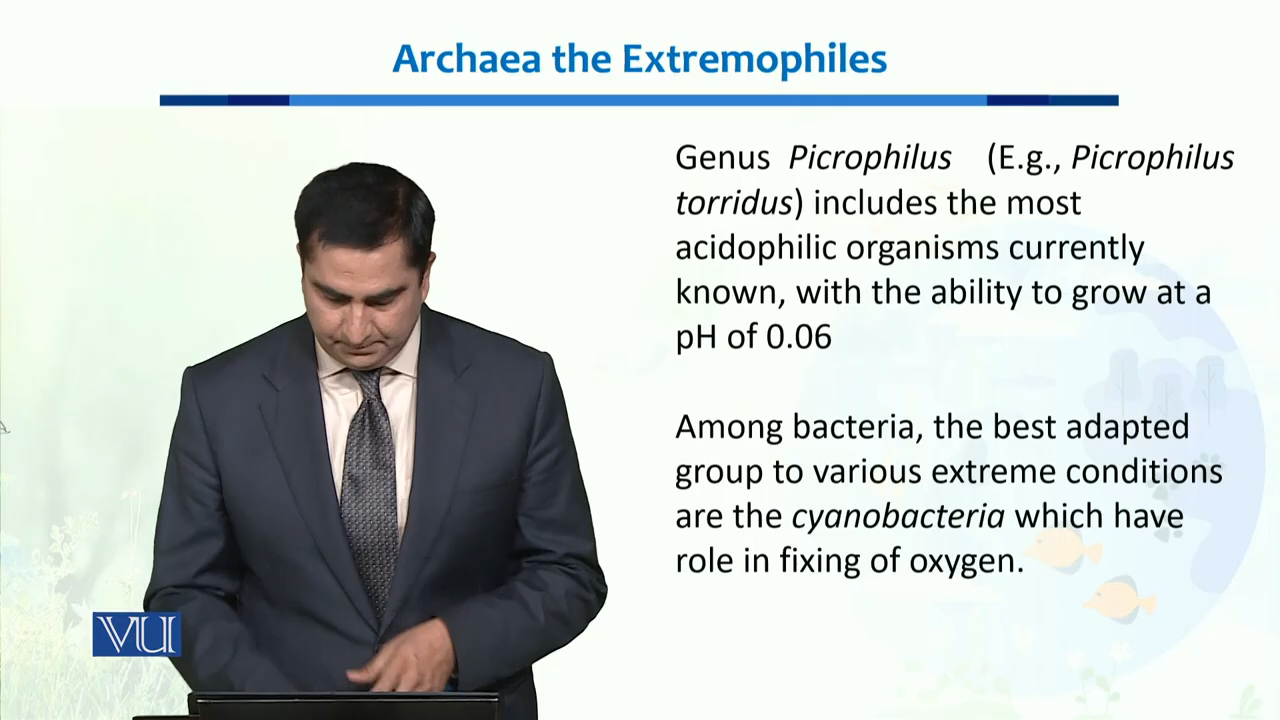 Archaea the Extremophiles
Genus Picrophilus (E.g., Picrophilus
torridus) includes the most
acidophilic organisms currently
known, with the ability to grow at a
pH of 0.06
Among bacteria, the best adapted
group to various extreme conditions
are the cyanobacteria which have
role in fixing of oxygen.
VU